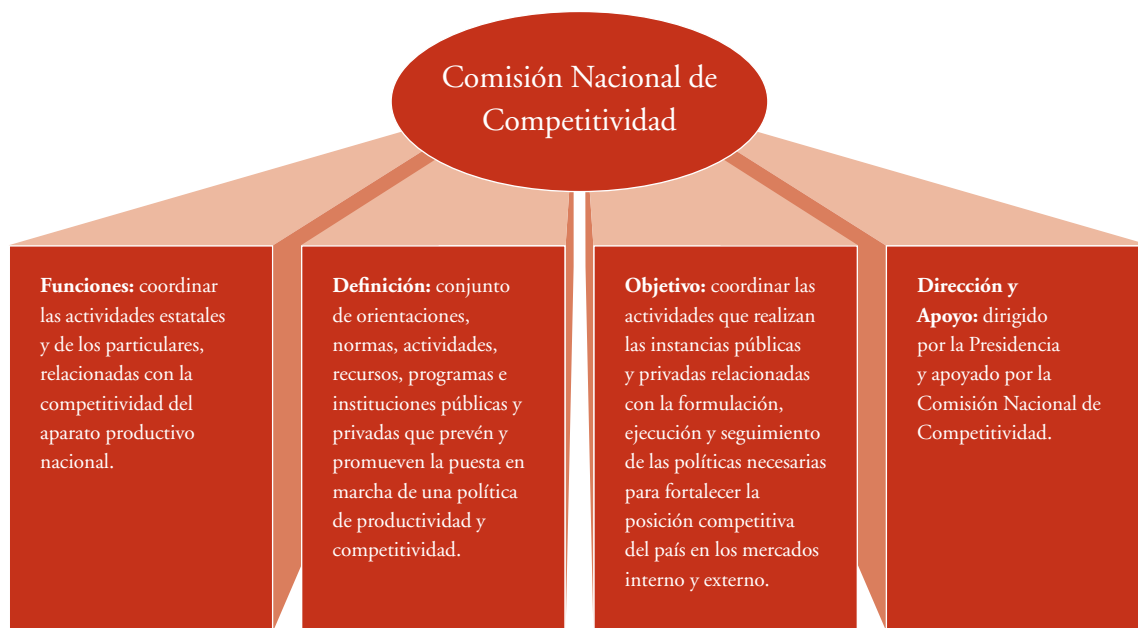 Comisión Nacional de
Competitividad
Funciones: coordinar
las actividades estatales
y de los particulares,
relacionadas con la
competitividad del
aparato productivo
nacional.
Definición: conjunto
de orientaciones,
normas, actividades,
recursos, programas e
instituciones públicas y
privadas que prevén y
promueven la puesta en
marcha de una política
de productividad y
competitividad.
Objetivo: coordinar las
actividades que realizan
las instancias públicas
y privadas relacionadas
con la formulación,
ejecución y seguimiento
de las políticas necesarias
para fortalecer la
posición competitiva
del país en los mercados
interno y externo.
Dirección y
Apoyo: dirigido
por la Presidencia
y apoyado por la
Comisión Nacional de
Competitividad.